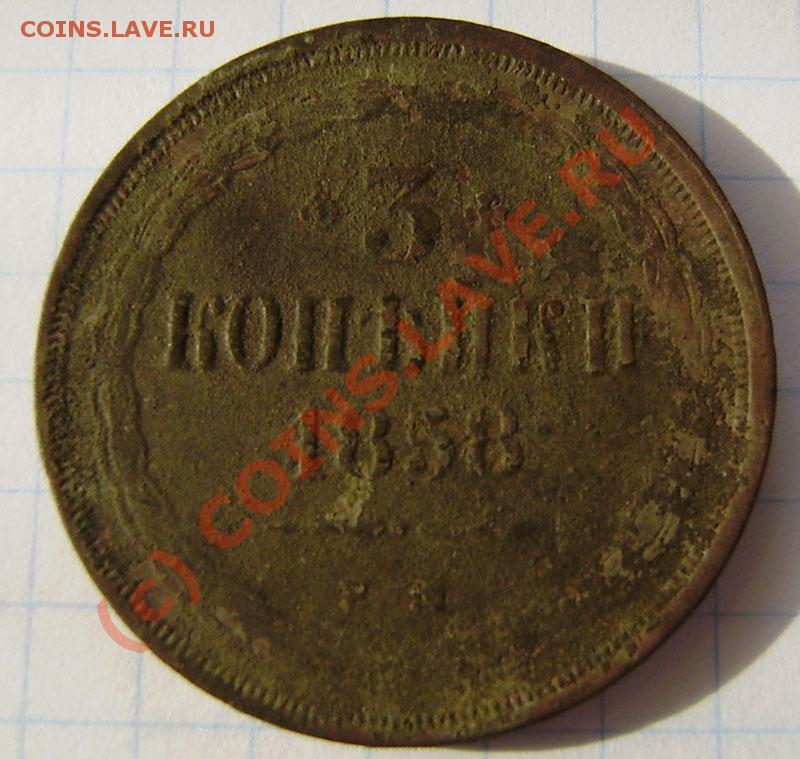 COINS.LAVE.RU
* 3 *
КОПѢЙКИ
1858
(c) COINS.LAVE.RU